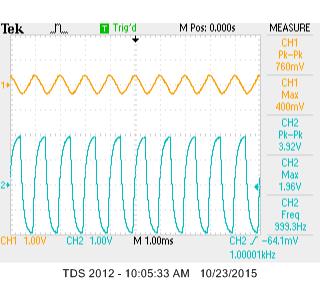 Tek Trig'd M Pos: 0.000s MEASURE
CH1
Pk-Pk
760mV
CH1
Max
400mV
CH2
Pk-Pk
3.92V
CH2
Max
1.96V
CH2
Freq
999.3Hz
1
2
CH1 1.00V CH2 1.00V M 1.00ms CH2 -64.1mV
1.00001kHz
TDS 2012 - 10:05:33 AM 10/23/2015